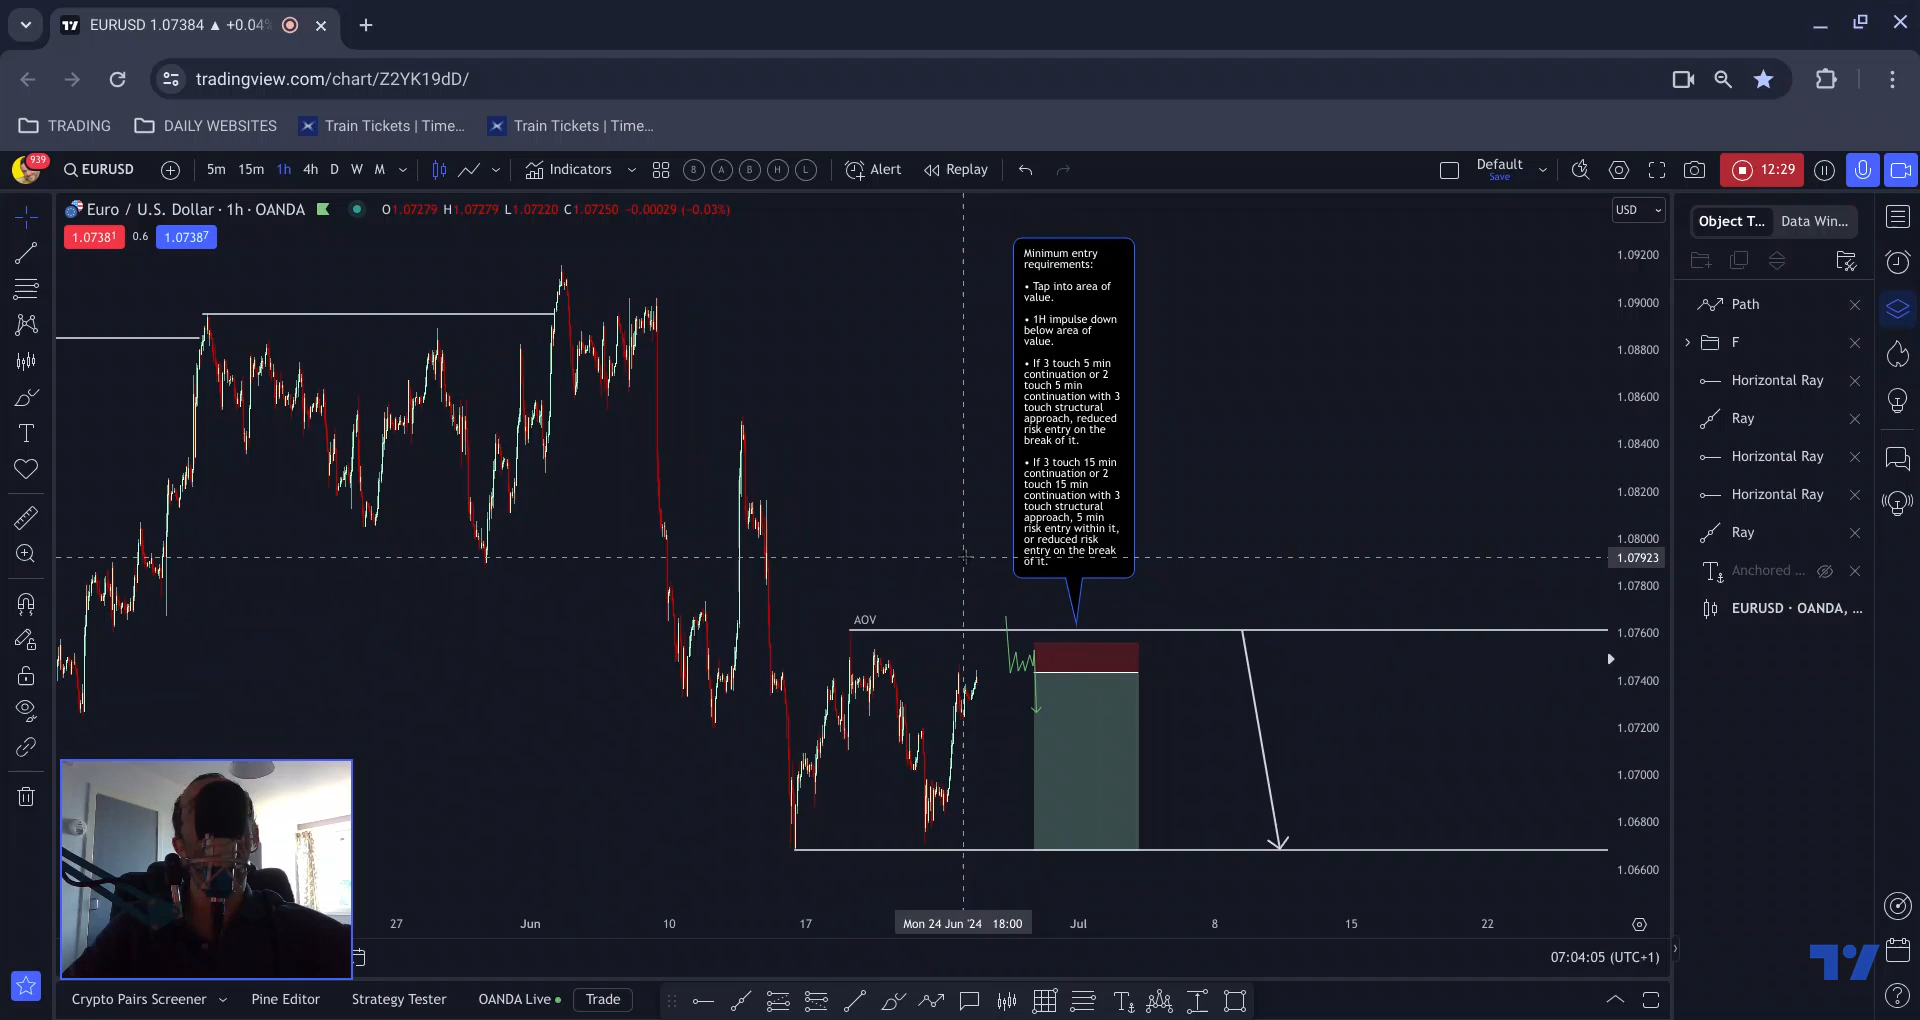 EURUSD 1.07384 ▲ +0.04%
tradingview.com/chart/Z2YK19dD/
TRADING
DAILY WEBSITES
Train Tickets | Time...
Train Tickets | Time...
939
EURUSD
5m 15m 1h 4h D W M
Indicators
8 A B H L
Alert
Replay
Default
Save
12:29
Euro / U.S. Dollar · 1h · OANDA
O1.07279 H1.07279 L1.07220 C1.07250 -0.00029 (-0.03%)
1.07381 0.6 1.07387
USD
Object T...
Data Win...
Path
F
Horizontal Ray
Ray
Horizontal Ray
Horizontal Ray
Ray
Anchored ...
EURUSD · OANDA, ...
Minimum entry
requirements:
• Tap into area of
value.
• 1H impulse down
below area of
value.
• If 3 touch 5 min
continuation or 2
touch 5 min
continuation with 3
touch structural
approach, reduced
risk entry on the
break of it.
• If 3 touch 15 min
continuation or 2
touch 15 min
continuation with 3
touch structural
approach, 5 min
risk entry within it,
or reduced risk
entry on the break
of it.
AOV
1.09200
1.09000
1.08800
1.08600
1.08400
1.08200
1.08000
1.07923
1.07800
1.07600
1.07400
1.07200
1.07000
1.06800
1.06600
27 Jun 10 17 Mon 24 Jun '24 18:00 Jul 8 15 22
07:04:05 (UTC+1)
Crypto Pairs Screener
Pine Editor
Strategy Tester
OANDA Live
Trade